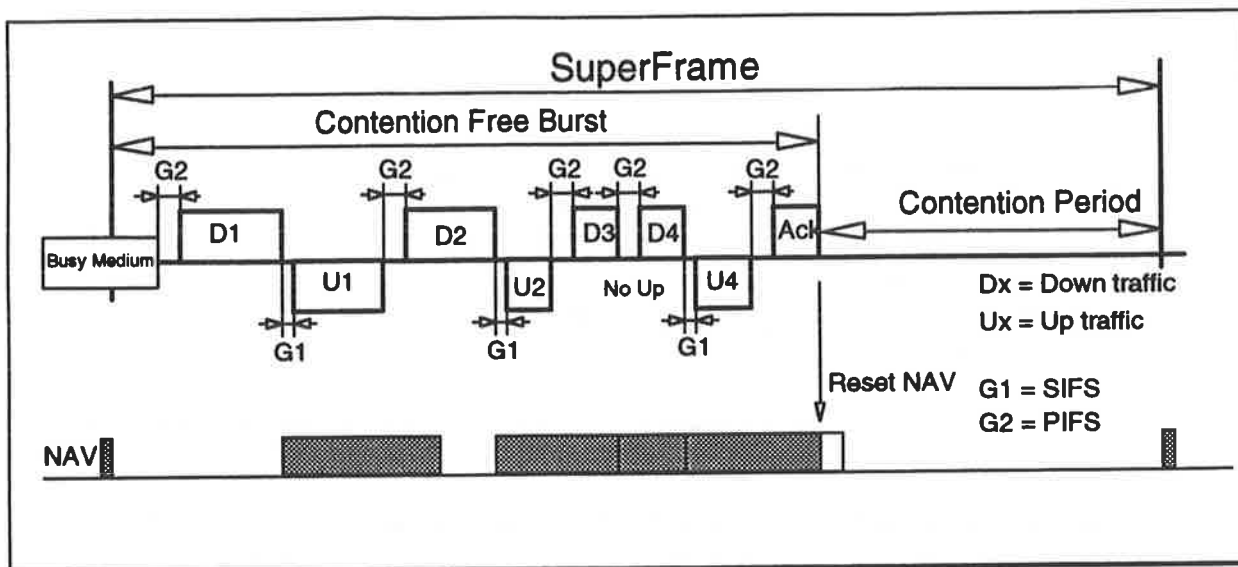 SuperFrame
Contention Free Burst
G2
G2
G2
G2
G2
Contention Period
D1
D2
D3
D4
Ack
Busy Medium
U1
U2
No Up
U4
Dx = Down traffic
Ux = Up traffic
G1
G1
G1
Reset NAV
G1 = SIFS
G2 = PIFS
NAV